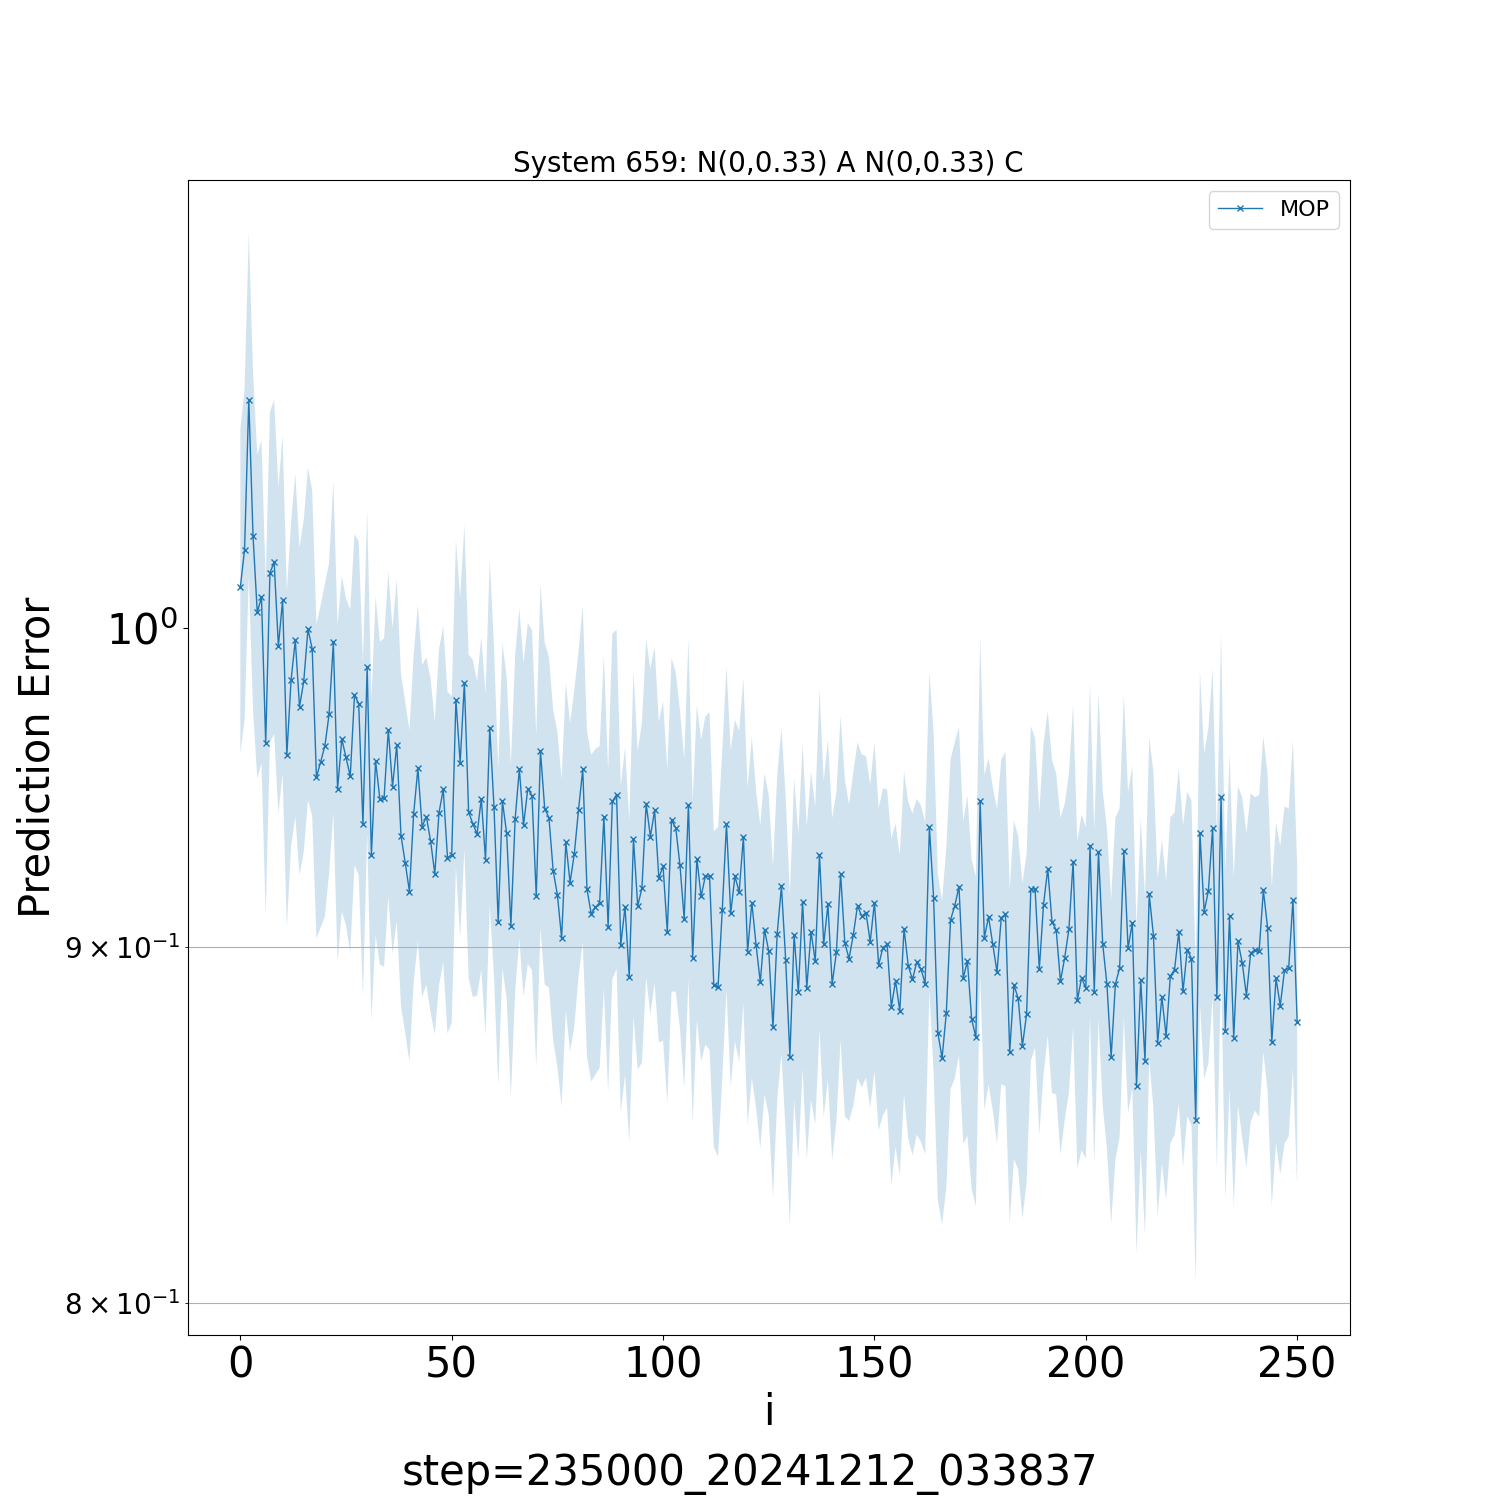 System 659: N(0,0.33) A N(0,0.33) C
MOP
Prediction Error
10⁰
9 × 10⁻¹
8 × 10⁻¹
0 50 100 150 200 250
i
step=235000_20241212_033837